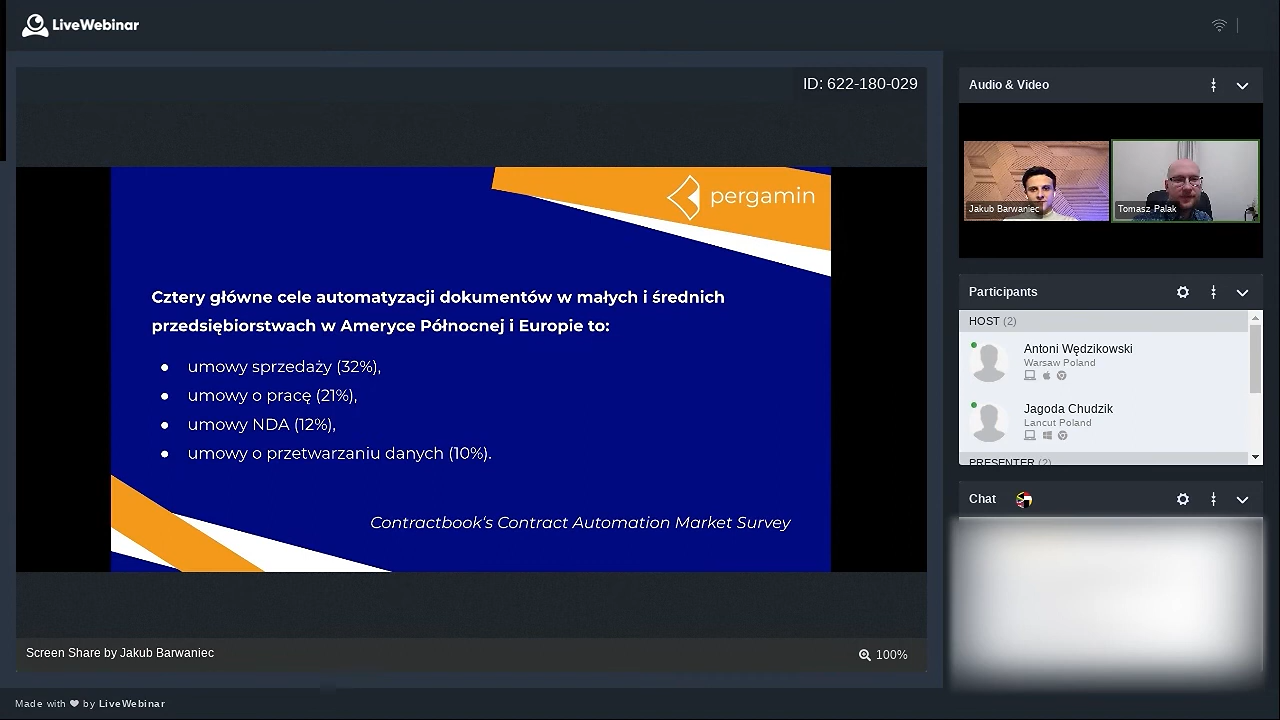 LiveWebinar
ID: 622-180-029
pergamin
Cztery główne cele automatyzacji dokumentów w małych i średnich
przedsiębiorstwach w Ameryce Północnej i Europie to:
● umowy sprzedaży (32%),
● umowy o pracę (21%),
● umowy NDA (12%),
● umowy o przetwarzaniu danych (10%).
Contractbook's Contract Automation Market Survey
Screen Share by Jakub Barwaniec
100%
Audio & Video
Jakub Barwaniec
Tomasz Palak
Participants
HOST (2)
Antoni Wędzikowski
Warsaw Poland
Jagoda Chudzik
Lancut Poland
PRESENTER (2)
Chat
Made with ❤ by LiveWebinar